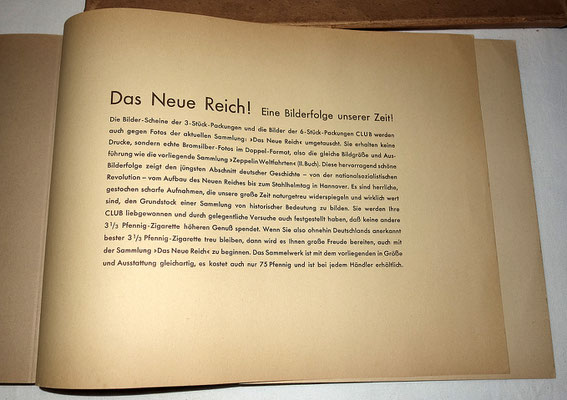 Das Neue Reich! Eine Bilderfolge unserer Zeit!
Die Bilder-Scheine der 3-Stück-Packungen und die Bilder der 6-Stück-Packungen CLUB werden
auch gegen Fotos der aktuellen Sammlung: »Das Neue Reich« umgetauscht. Sie erhalten keine
Drucke, sondern echte Bromsilber-Fotos im Doppel-Format, also die gleiche Bildgröße und Aus-
führung wie die vorliegende Sammlung »Zeppelin Weltfahrten« (II. Buch). Diese hervorragend schöne
Bilderfolge zeigt den jüngsten Abschnitt deutscher Geschichte – von der nationalsozialistischen
Revolution – vom Aufbau des Neuen Reiches bis zum Stahlhelmtag in Hannover. Es sind herrliche,
gestochen scharfe Aufnahmen, die unsere große Zeit naturgetreu widerspiegeln und wirklich wert
sind, den Grundstock einer Sammlung von historischer Bedeutung zu bilden. Sie werden Ihre
CLUB liebgewonnen und durch gelegentliche Versuche auch festgestellt haben, daß keine andere
3 1/3 Pfennig-Zigarette höheren Genuß spendet. Wenn Sie also ohnehin Deutschlands anerkannt
bester 3 1/3 Pfennig-Zigarette treu bleiben, dann wird es Ihnen große Freude bereiten, auch mit
der Sammlung »Das Neue Reich« zu beginnen. Das Sammelwerk ist mit dem vorliegenden in Größe
und Ausstattung gleichartig, es kostet auch nur 75 Pfennig und ist bei jedem Händler erhältlich.